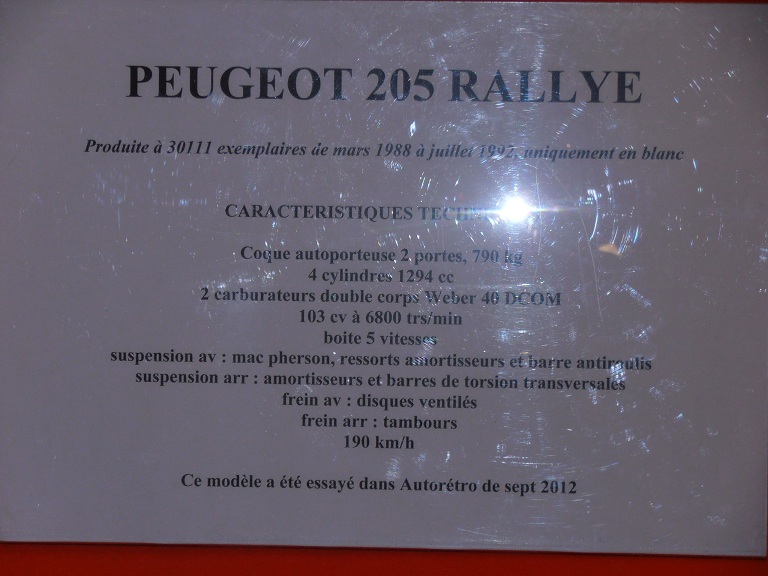 PEUGEOT 205 RALLYE
Produite à 30111 exemplaires de mars 1988 à juillet 1992, uniquement en blanc
CARACTERISTIQUES
Coque autoporteuse 2 portes, 790 kg
4 cylindres 1294 cc
2 carburateurs double corps Weber 40 DCOM
103 cv à 6800 trs/min
boite 5 vitesses
suspension av : mac pherson, ressorts amortisseurs et barre antiroulis
suspension arr : amortisseurs et barres de torsion transversales
frein av : disques ventilés
frein arr : tambours
190 km/h
Ce modèle a été essayé dans Autorétro de sept 2012